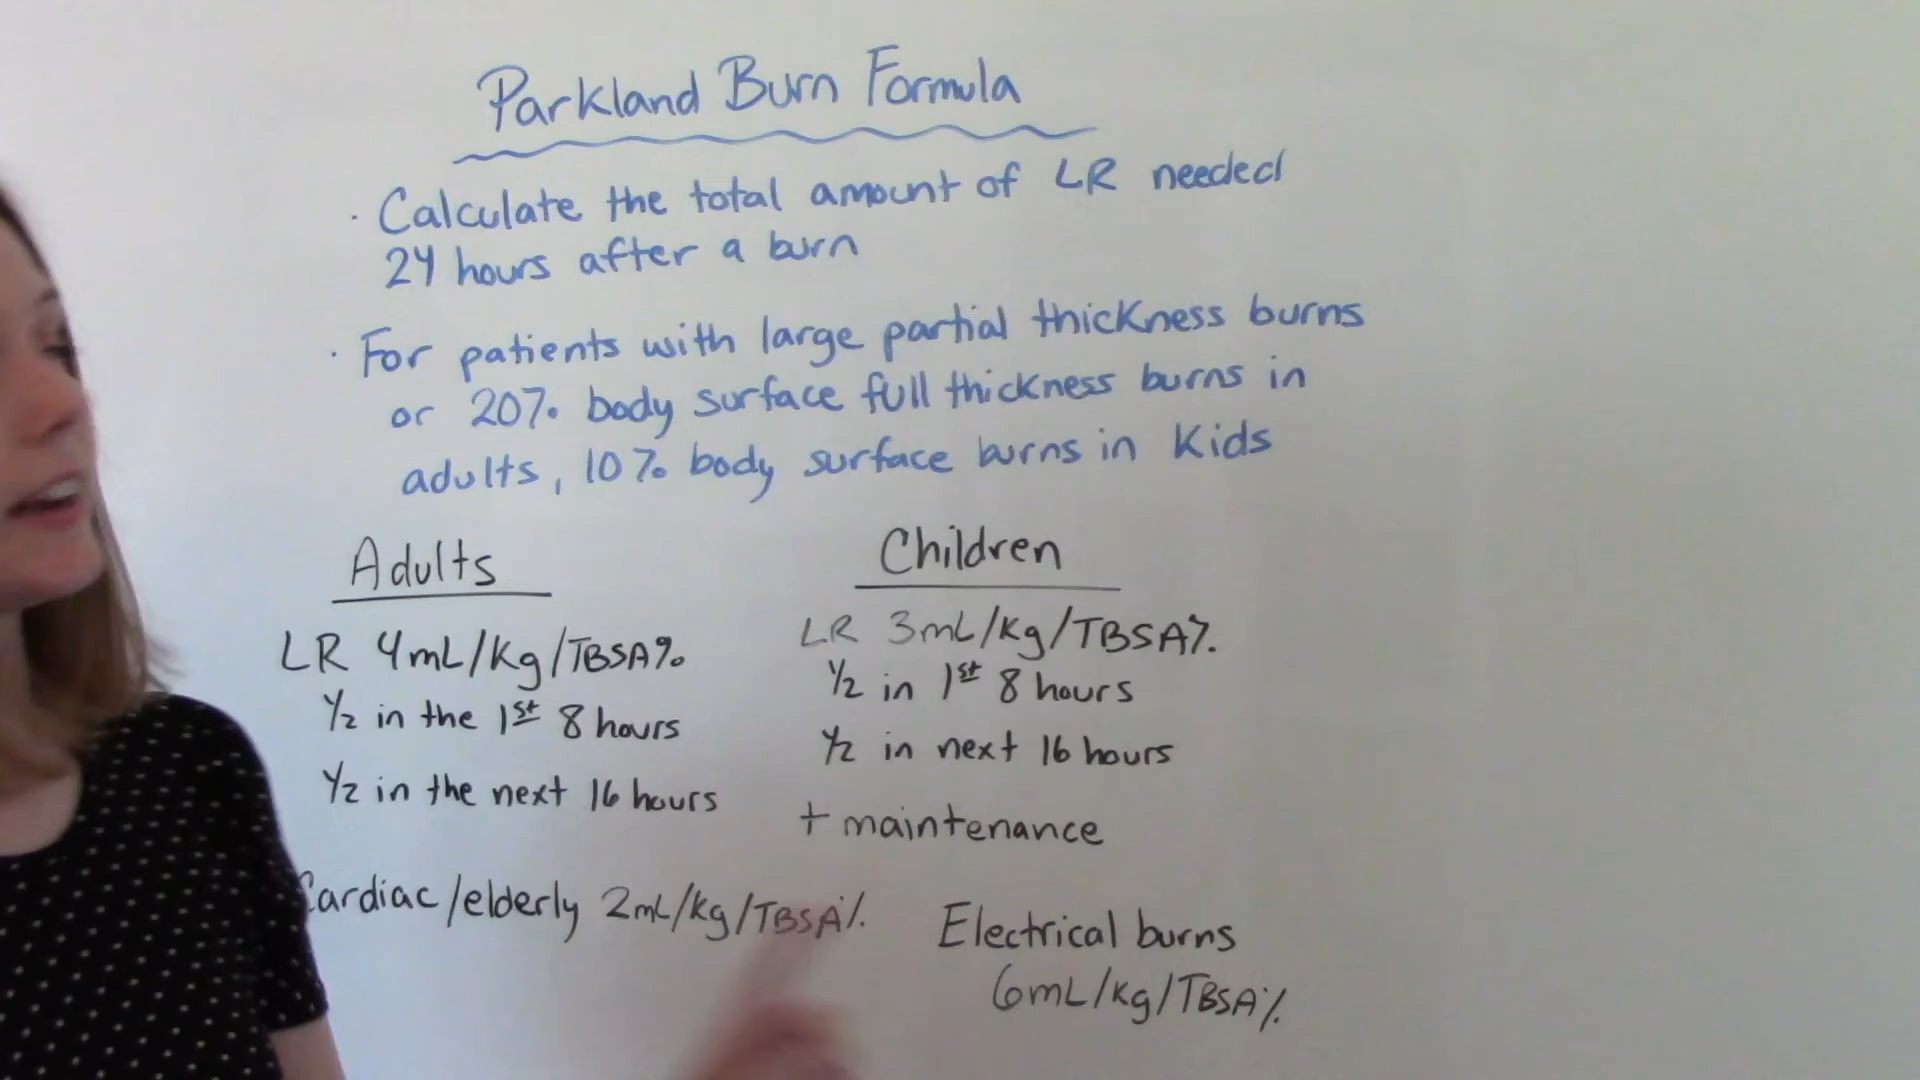 Parkland Burn Formula
· Calculate the total amount of LR needed
24 hours after a burn
· For patients with large partial thickness burns
or 20% body surface full thickness burns in
adults, 10% body surface burns in kids
Adults
LR 4mL/kg/TBSA%
1/2 in the 1st 8 hours
1/2 in the next 16 hours
Cardiac/elderly 2mL/kg/TBSA%
Children
LR 3mL/kg/TBSA%
1/2 in 1st 8 hours
1/2 in next 16 hours
+ maintenance
Electrical burns
6mL/kg/TBSA%